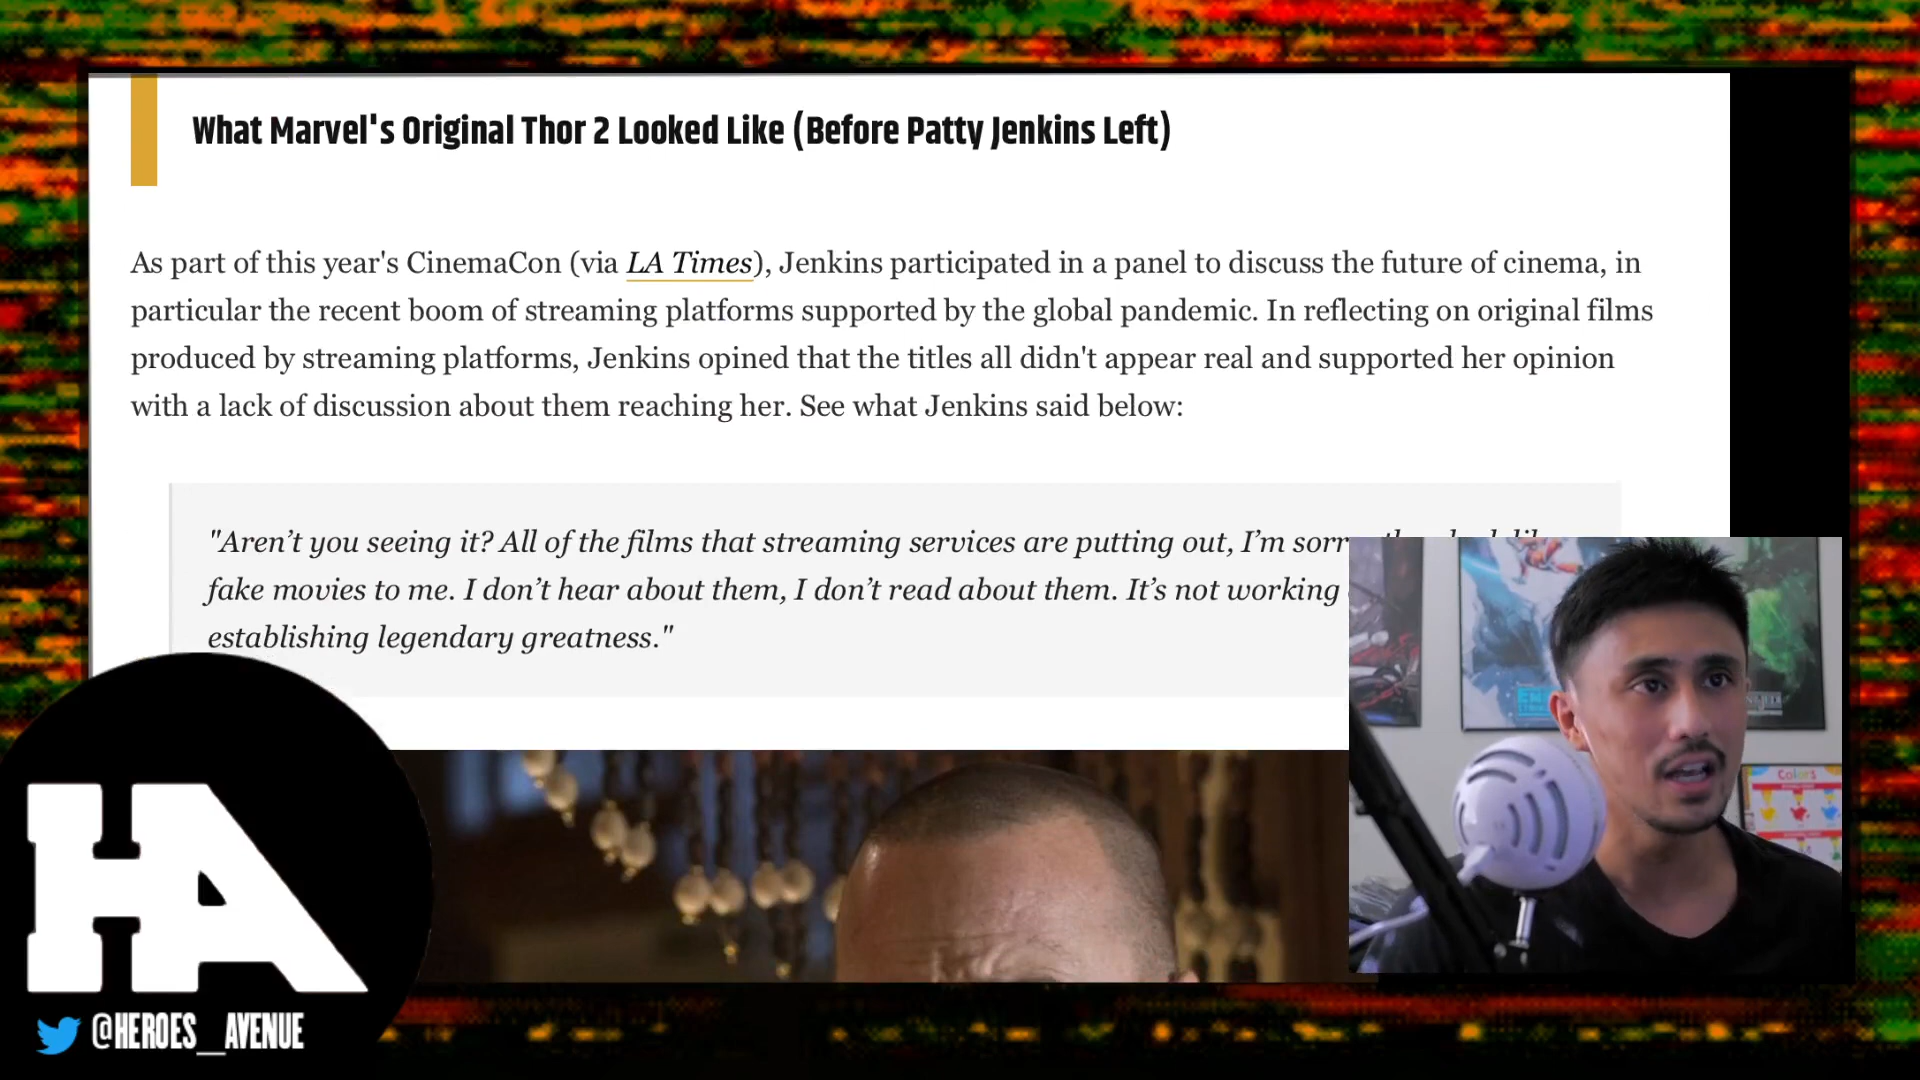 What Marvel's Original Thor 2 Looked Like (Before Patty Jenkins Left)
As part of this year's CinemaCon (via LA Times), Jenkins participated in a panel to discuss the future of cinema, in
particular the recent boom of streaming platforms supported by the global pandemic. In reflecting on original films
produced by streaming platforms, Jenkins opined that the titles all didn't appear real and supported her opinion
with a lack of discussion about them reaching her. See what Jenkins said below:
"Aren’t you seeing it? All of the films that streaming services are putting out, I’m
fake movies to me. I don’t hear about them, I don’t read about them. It’s not working
establishing legendary greatness."
Colors
HA
@HEROES__AVENUE